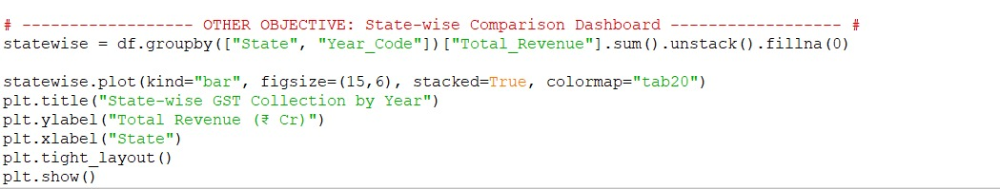 # ------------------ OTHER OBJECTIVE: State-wise Comparison Dashboard ------------------ #
statewise = df.groupby(["State", "Year_Code"])["Total_Revenue"].sum().unstack().fillna(0)
statewise.plot(kind="bar", figsize=(15,6), stacked=True, colormap="tab20")
plt.title("State-wise GST Collection by Year")
plt.ylabel("Total Revenue (₹ Cr)")
plt.xlabel("State")
plt.tight_layout()
plt.show()